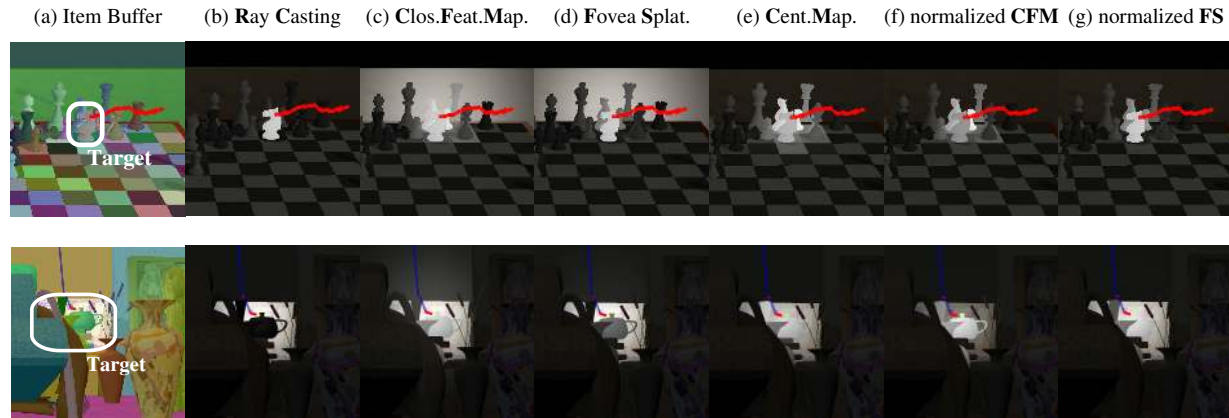 (a) Item Buffer (b) Ray Casting (c) Clos.Feat.Map. (d) Fovea Splat. (e) Cent.Map. (f) normalized CFM (g) normalized FS
Target
Target